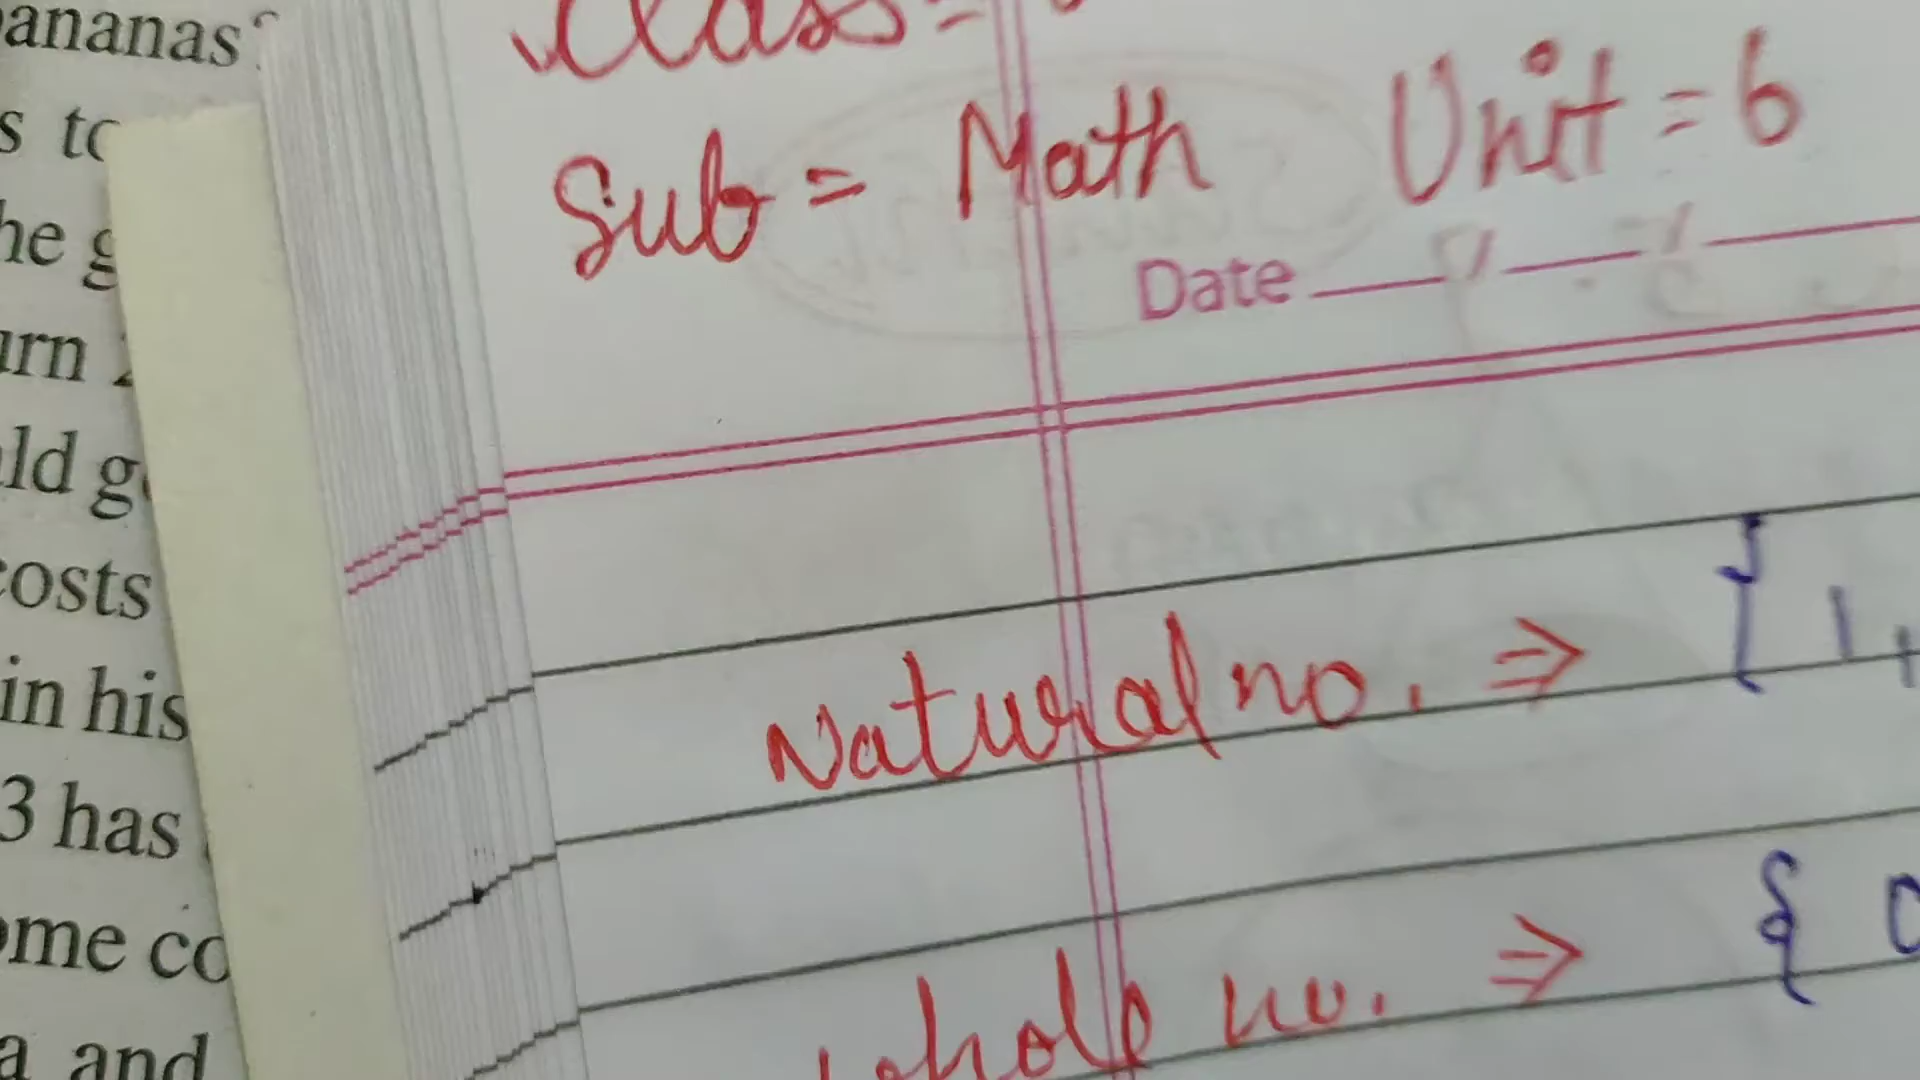 Class =
Sub = Math Unit = 6
Date
Natural no. ⇒ { 1,
whole no. ⇒ { 0
s to
he g
urn
ld g
costs
in his
3 has
me co
a and